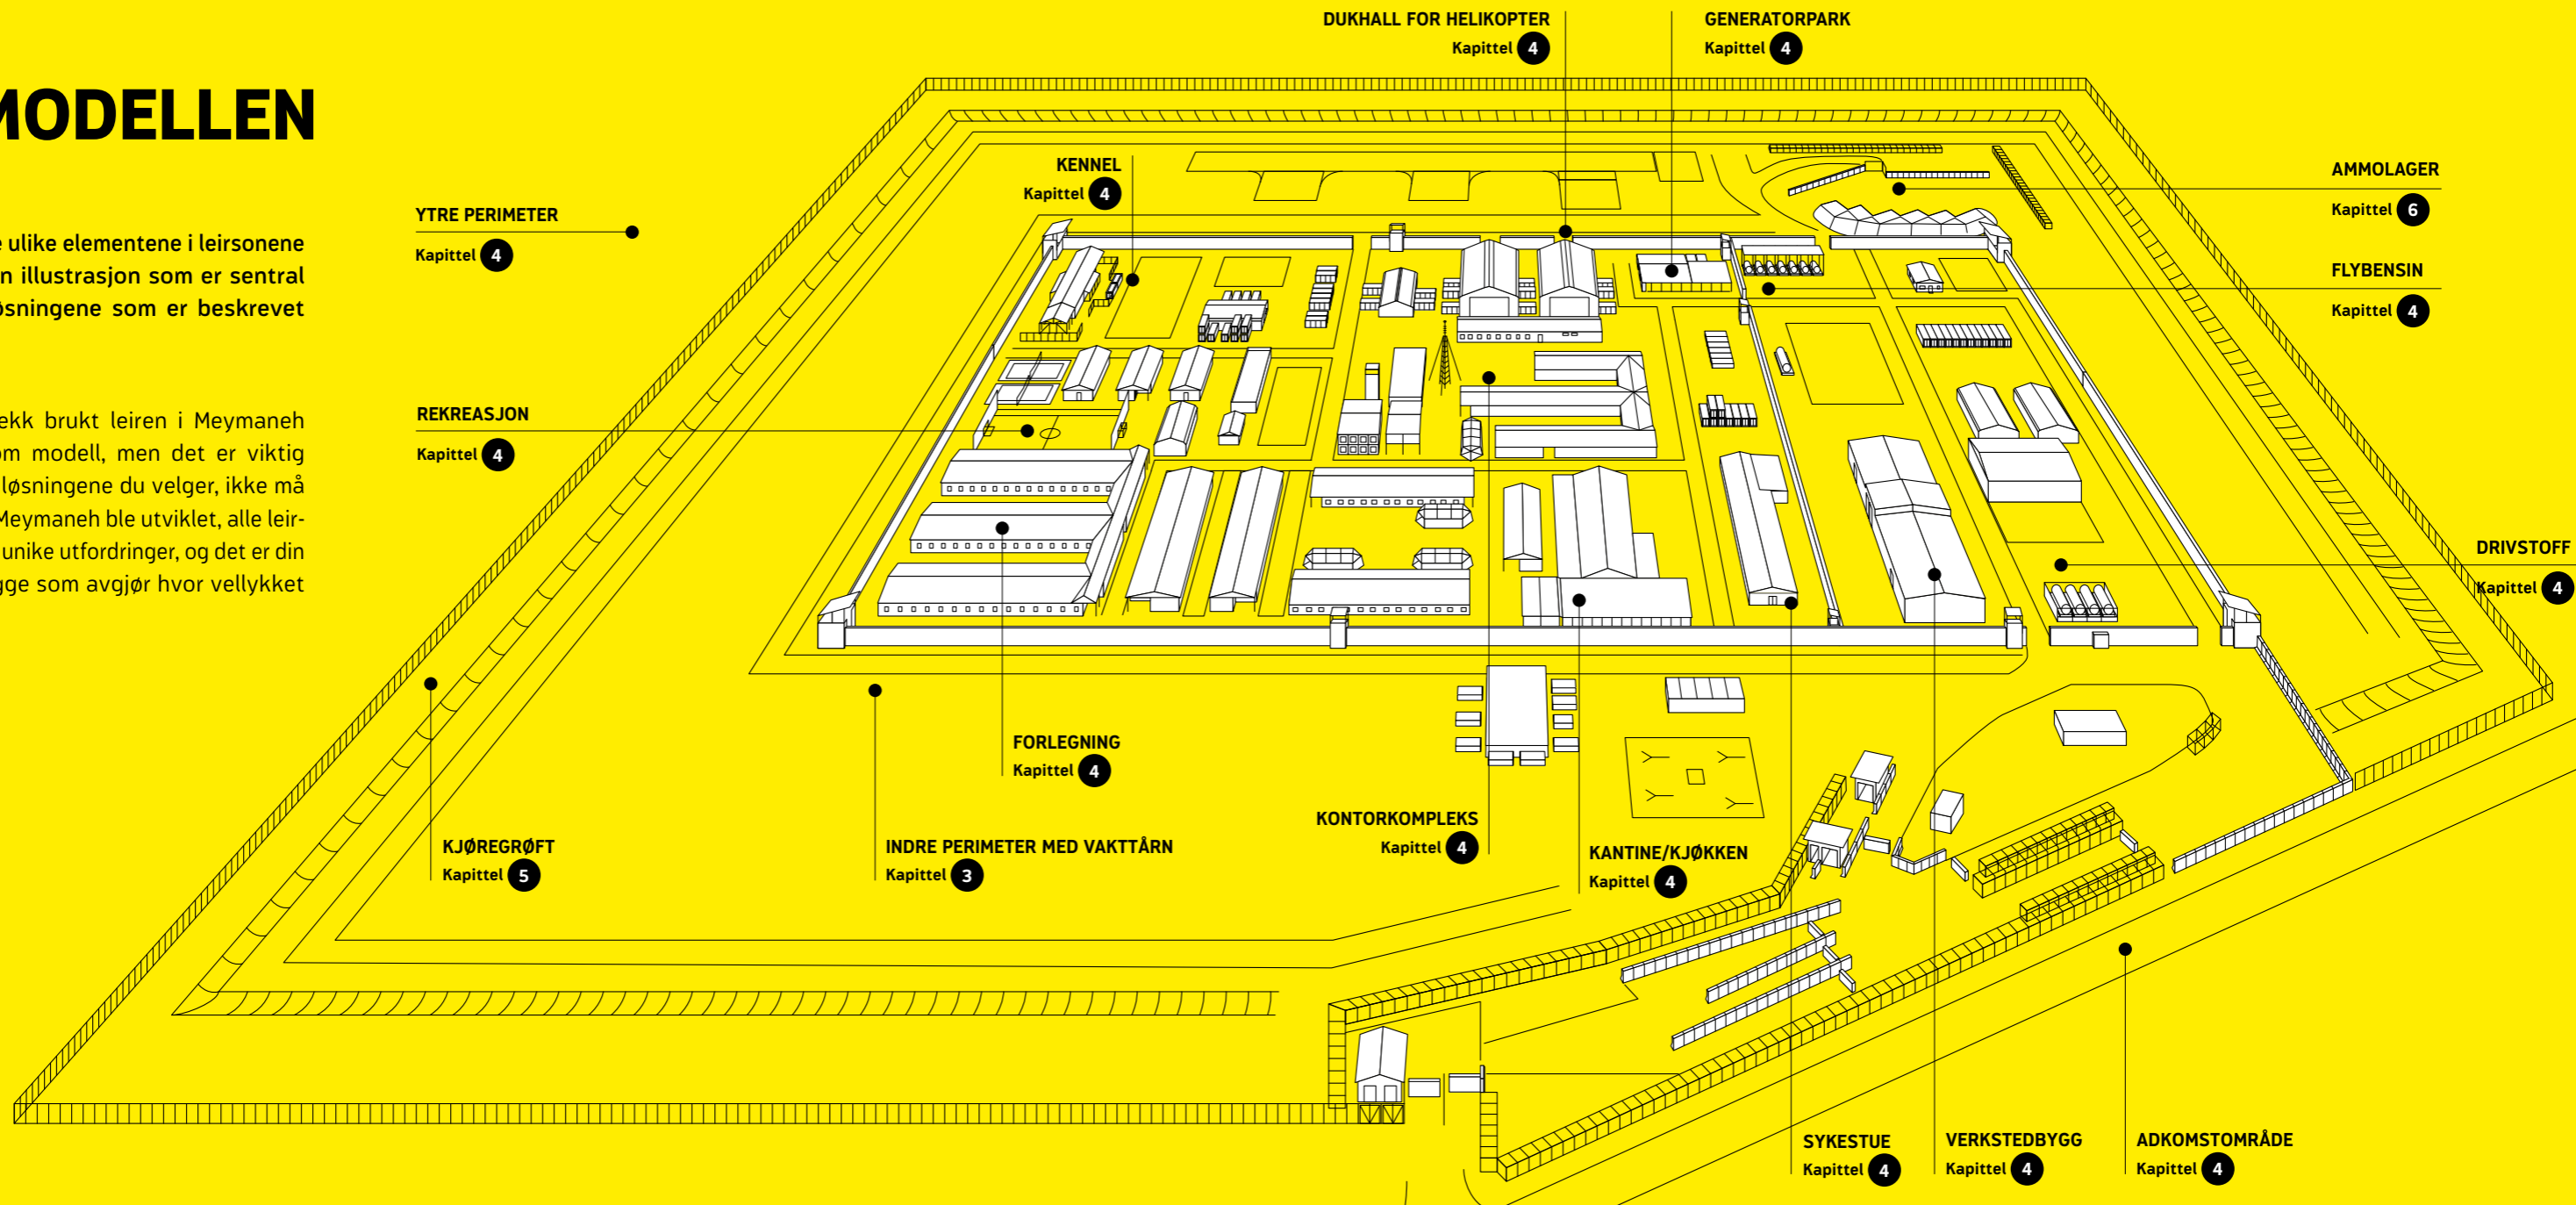 MODELLEN
e ulike elementene i leirsonene
n illustrasjon som er sentral
øsningene som er beskrevet
ekk brukt leiren i Meymaneh
om modell, men det er viktig
løsningene du velger, ikke må
Meymaneh ble utviklet, alle leir-
unike utfordringer, og det er din
gge som avgjør hvor vellykket
DUKHALL FOR HELIKOPTER
Kapittel 4
GENERATORPARK
Kapittel 4
KENNEL
Kapittel 4
AMMOLAGER
Kapittel 6
YTRE PERIMETER
Kapittel 4
FLYBENSIN
Kapittel 4
REKREASJON
Kapittel 4
DRIVSTOFF
Kapittel 4
FORLEGNING
Kapittel 4
KJØREGRØFT
Kapittel 5
INDRE PERIMETER MED VAKTTÅRN
Kapittel 3
KONTORKOMPLEKS
Kapittel 4
KANTINE/KJØKKEN
Kapittel 4
SYKESTUE
Kapittel 4
VERKSTEDBYGG
Kapittel 4
ADKOMSTOMRÅDE
Kapittel 4